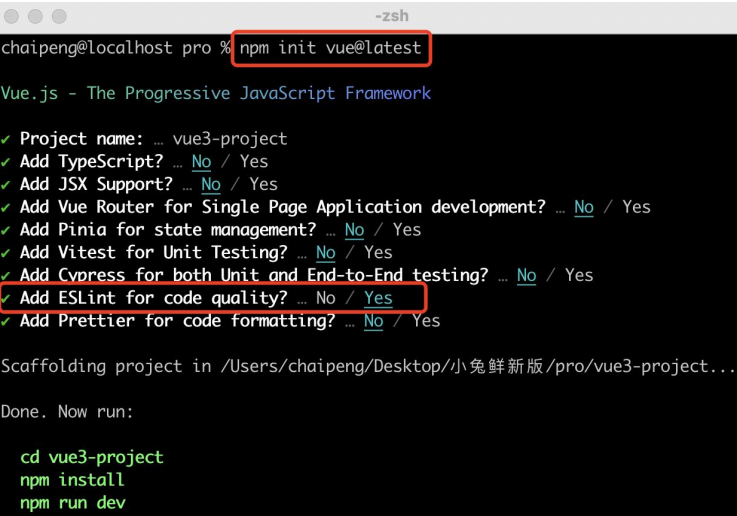 -zsh
chaipeng@localhost pro % npm init vue@latest
Vue.js - The Progressive JavaScript Framework
✔ Project name: … vue3-project
✔ Add TypeScript? … No / Yes
✔ Add JSX Support? … No / Yes
✔ Add Vue Router for Single Page Application development? … No / Yes
✔ Add Pinia for state management? … No / Yes
✔ Add Vitest for Unit Testing? … No / Yes
✔ Add Cypress for both Unit and End-to-End testing? … No / Yes
✔ Add ESLint for code quality? … No / Yes
✔ Add Prettier for code formatting? … No / Yes
Scaffolding project in /Users/chaipeng/Desktop/小兔鲜新版/pro/vue3-project...
Done. Now run:
cd vue3-project
npm install
npm run dev